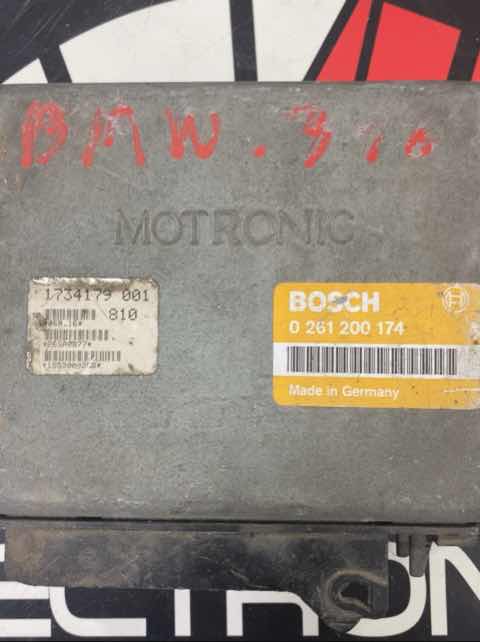 BMW. 316
MOTRONIC
1734179 001
810
BOSCH
0 261 200 174
Made in Germany
ECTRON